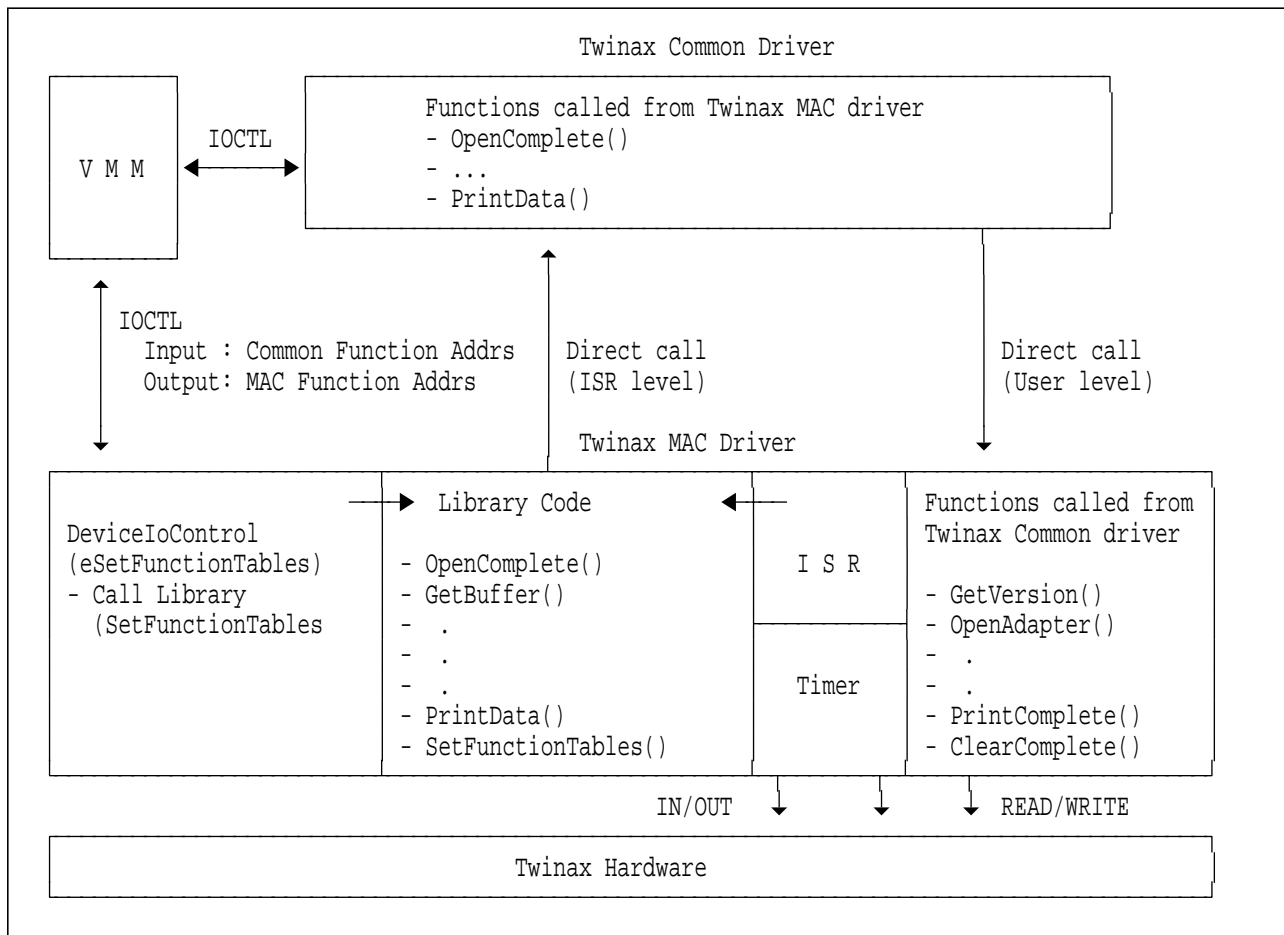 Twinax Common Driver
V M M
IOCTL
Functions called from Twinax MAC driver
- OpenComplete()
- ...
- PrintData()
IOCTL
Input : Common Function Addrs
Output: MAC Function Addrs
Direct call
(ISR level)
Direct call
(User level)
Twinax MAC Driver
DeviceIoControl
(eSetFunctionTables)
- Call Library
(SetFunctionTables
Library Code
- OpenComplete()
- GetBuffer()
- .
- .
- .
- PrintData()
- SetFunctionTables()
I S R
Timer
Functions called from
Twinax Common driver
- GetVersion()
- OpenAdapter()
- .
- .
- PrintComplete()
- ClearComplete()
IN/OUT
READ/WRITE
Twinax Hardware